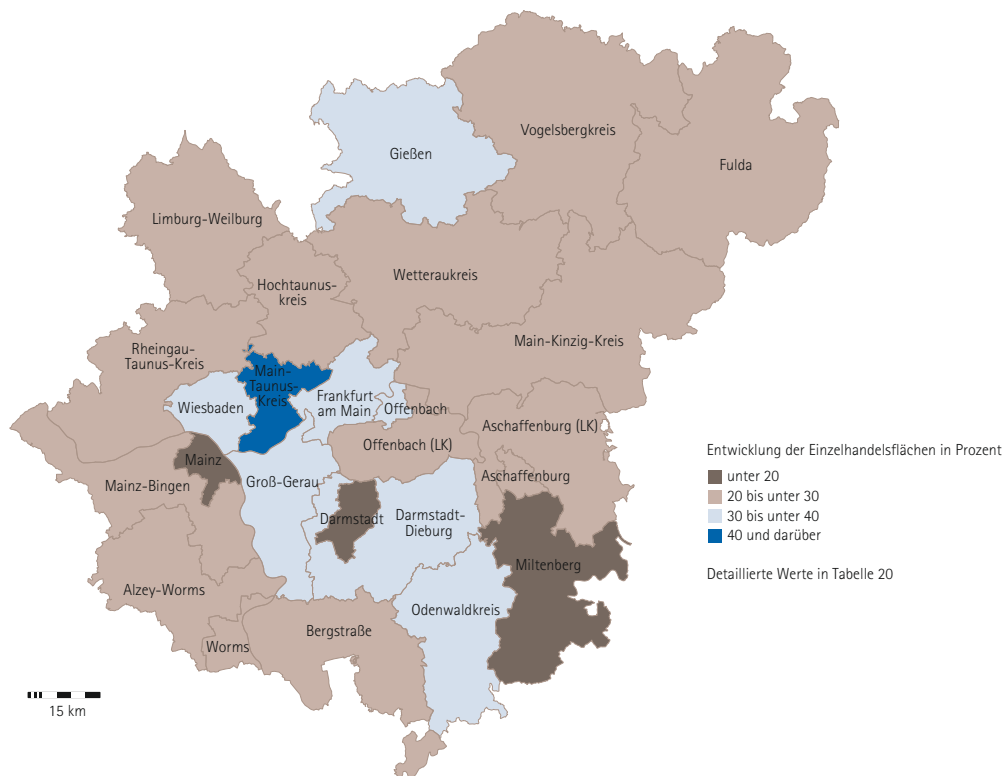 Vogelsbergkreis
Gießen
Fulda
Limburg-Weilburg
Wetteraukreis
Hochtaunus-
kreis
Main-Kinzig-Kreis
Rheingau-
Taunus-Kreis
Main-
Taunus-
Kreis
Frankfurt
am Main
Wiesbaden
Offenbach
Aschaffenburg (LK)
Offenbach (LK)
Mainz
Mainz-Bingen
Groß-Gerau
Aschaffenburg
Darmstadt
Darmstadt-
Dieburg
Miltenberg
Alzey-Worms
Odenwaldkreis
Bergstraße
Worms
15 km
Entwicklung der Einzelhandelsflächen in Prozent
unter 20
20 bis unter 30
30 bis unter 40
40 und darüber
Detaillierte Werte in Tabelle 20